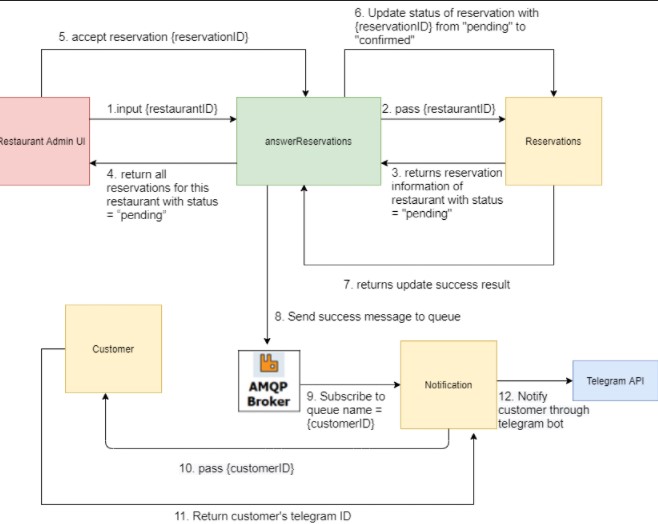 6. Update status of reservation with
{reservationID} from "pending" to
"confirmed"
5. accept reservation {reservationID}
1.input {restaurantID}
2. pass {restaurantID}
Restaurant Admin UI
answerReservations
Reservations
4. return all
reservations for this
restaurant with status
= "pending"
3. returns reservation
information of
restaurant with status
= "pending"
7. returns update success result
8. Send success message to queue
Customer
AMQP
Broker
9. Subscribe to
queue name =
{customerID}
Notification
Telegram API
12. Notify
customer through
telegram bot
10. pass {customerID}
11. Return customer's telegram ID